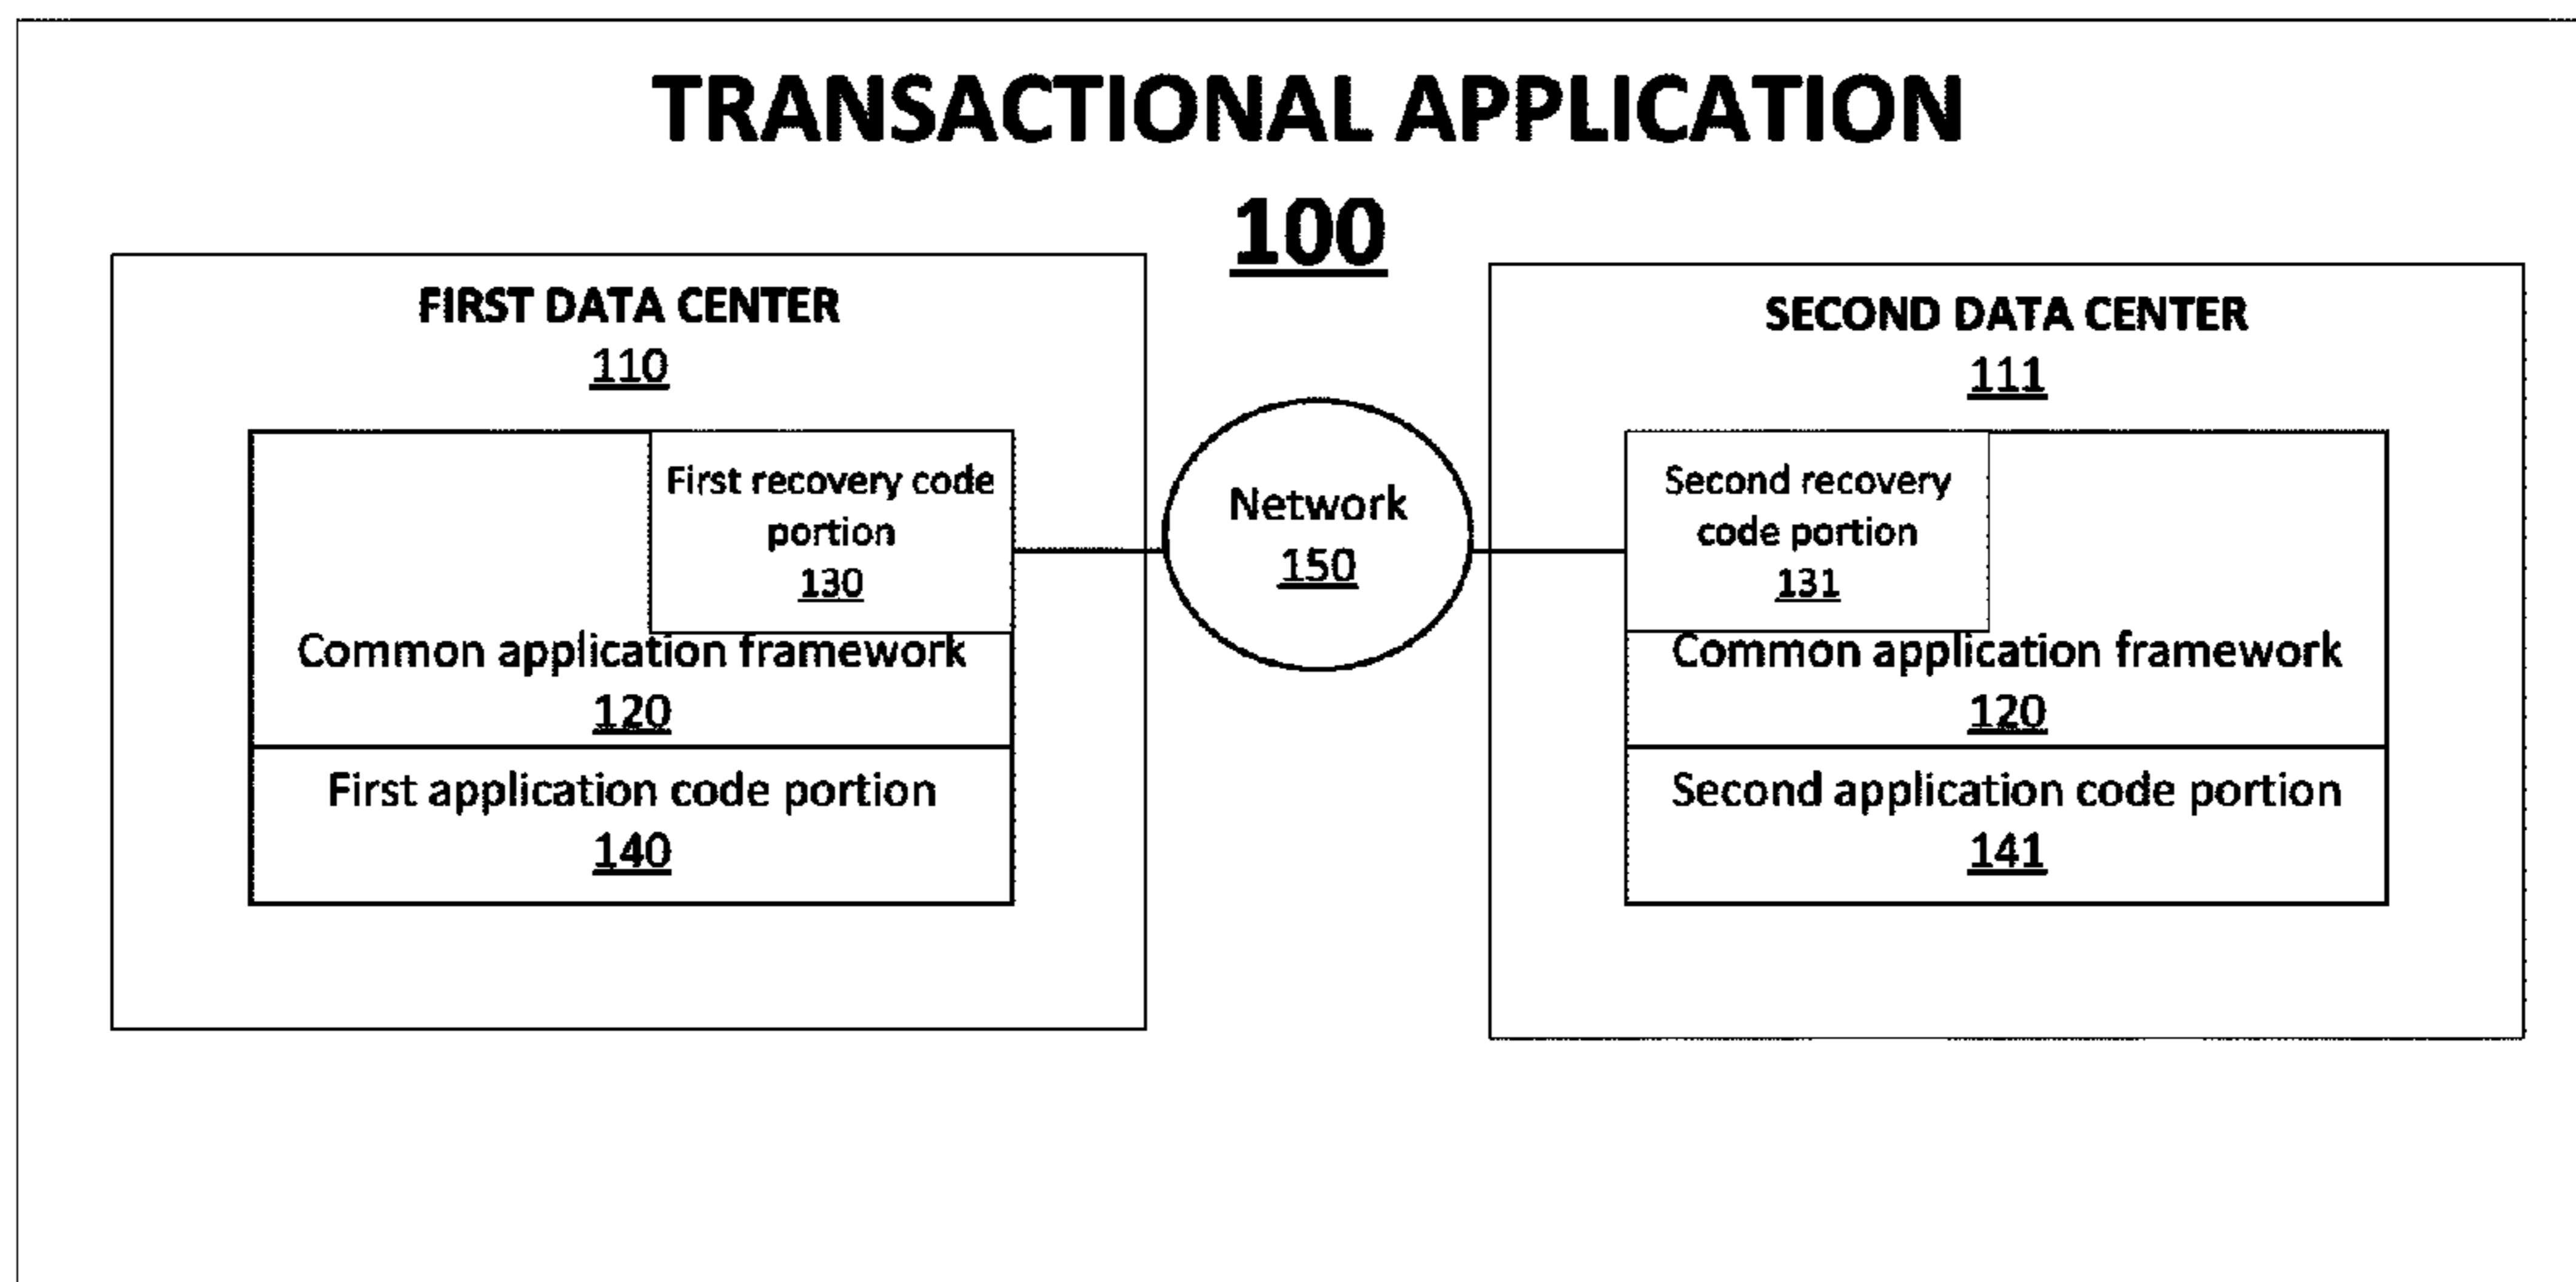 TRANSACTIONAL APPLICATION
100
FIRST DATA CENTER
110
First recovery code
portion
130
Common application framework
120
First application code portion
140
Network
150
SECOND DATA CENTER
111
Second recovery
code portion
131
Common application framework
120
Second application code portion
141